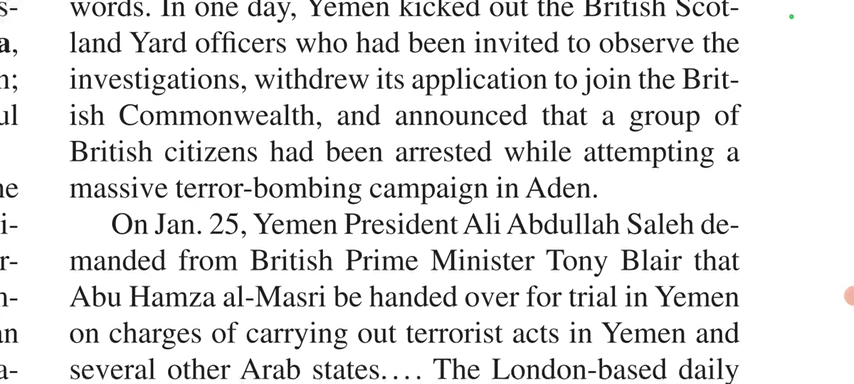 s-
a,
n;
ul
ne
i-
r-
n-
an
a-
words. In one day, Yemen kicked out the British Scot-
land Yard officers who had been invited to observe the
investigations, withdrew its application to join the Brit-
ish Commonwealth, and announced that a group of
British citizens had been arrested while attempting a
massive terror-bombing campaign in Aden.
On Jan. 25, Yemen President Ali Abdullah Saleh de-
manded from British Prime Minister Tony Blair that
Abu Hamza al-Masri be handed over for trial in Yemen
on charges of carrying out terrorist acts in Yemen and
several other Arab states.... The London-based daily